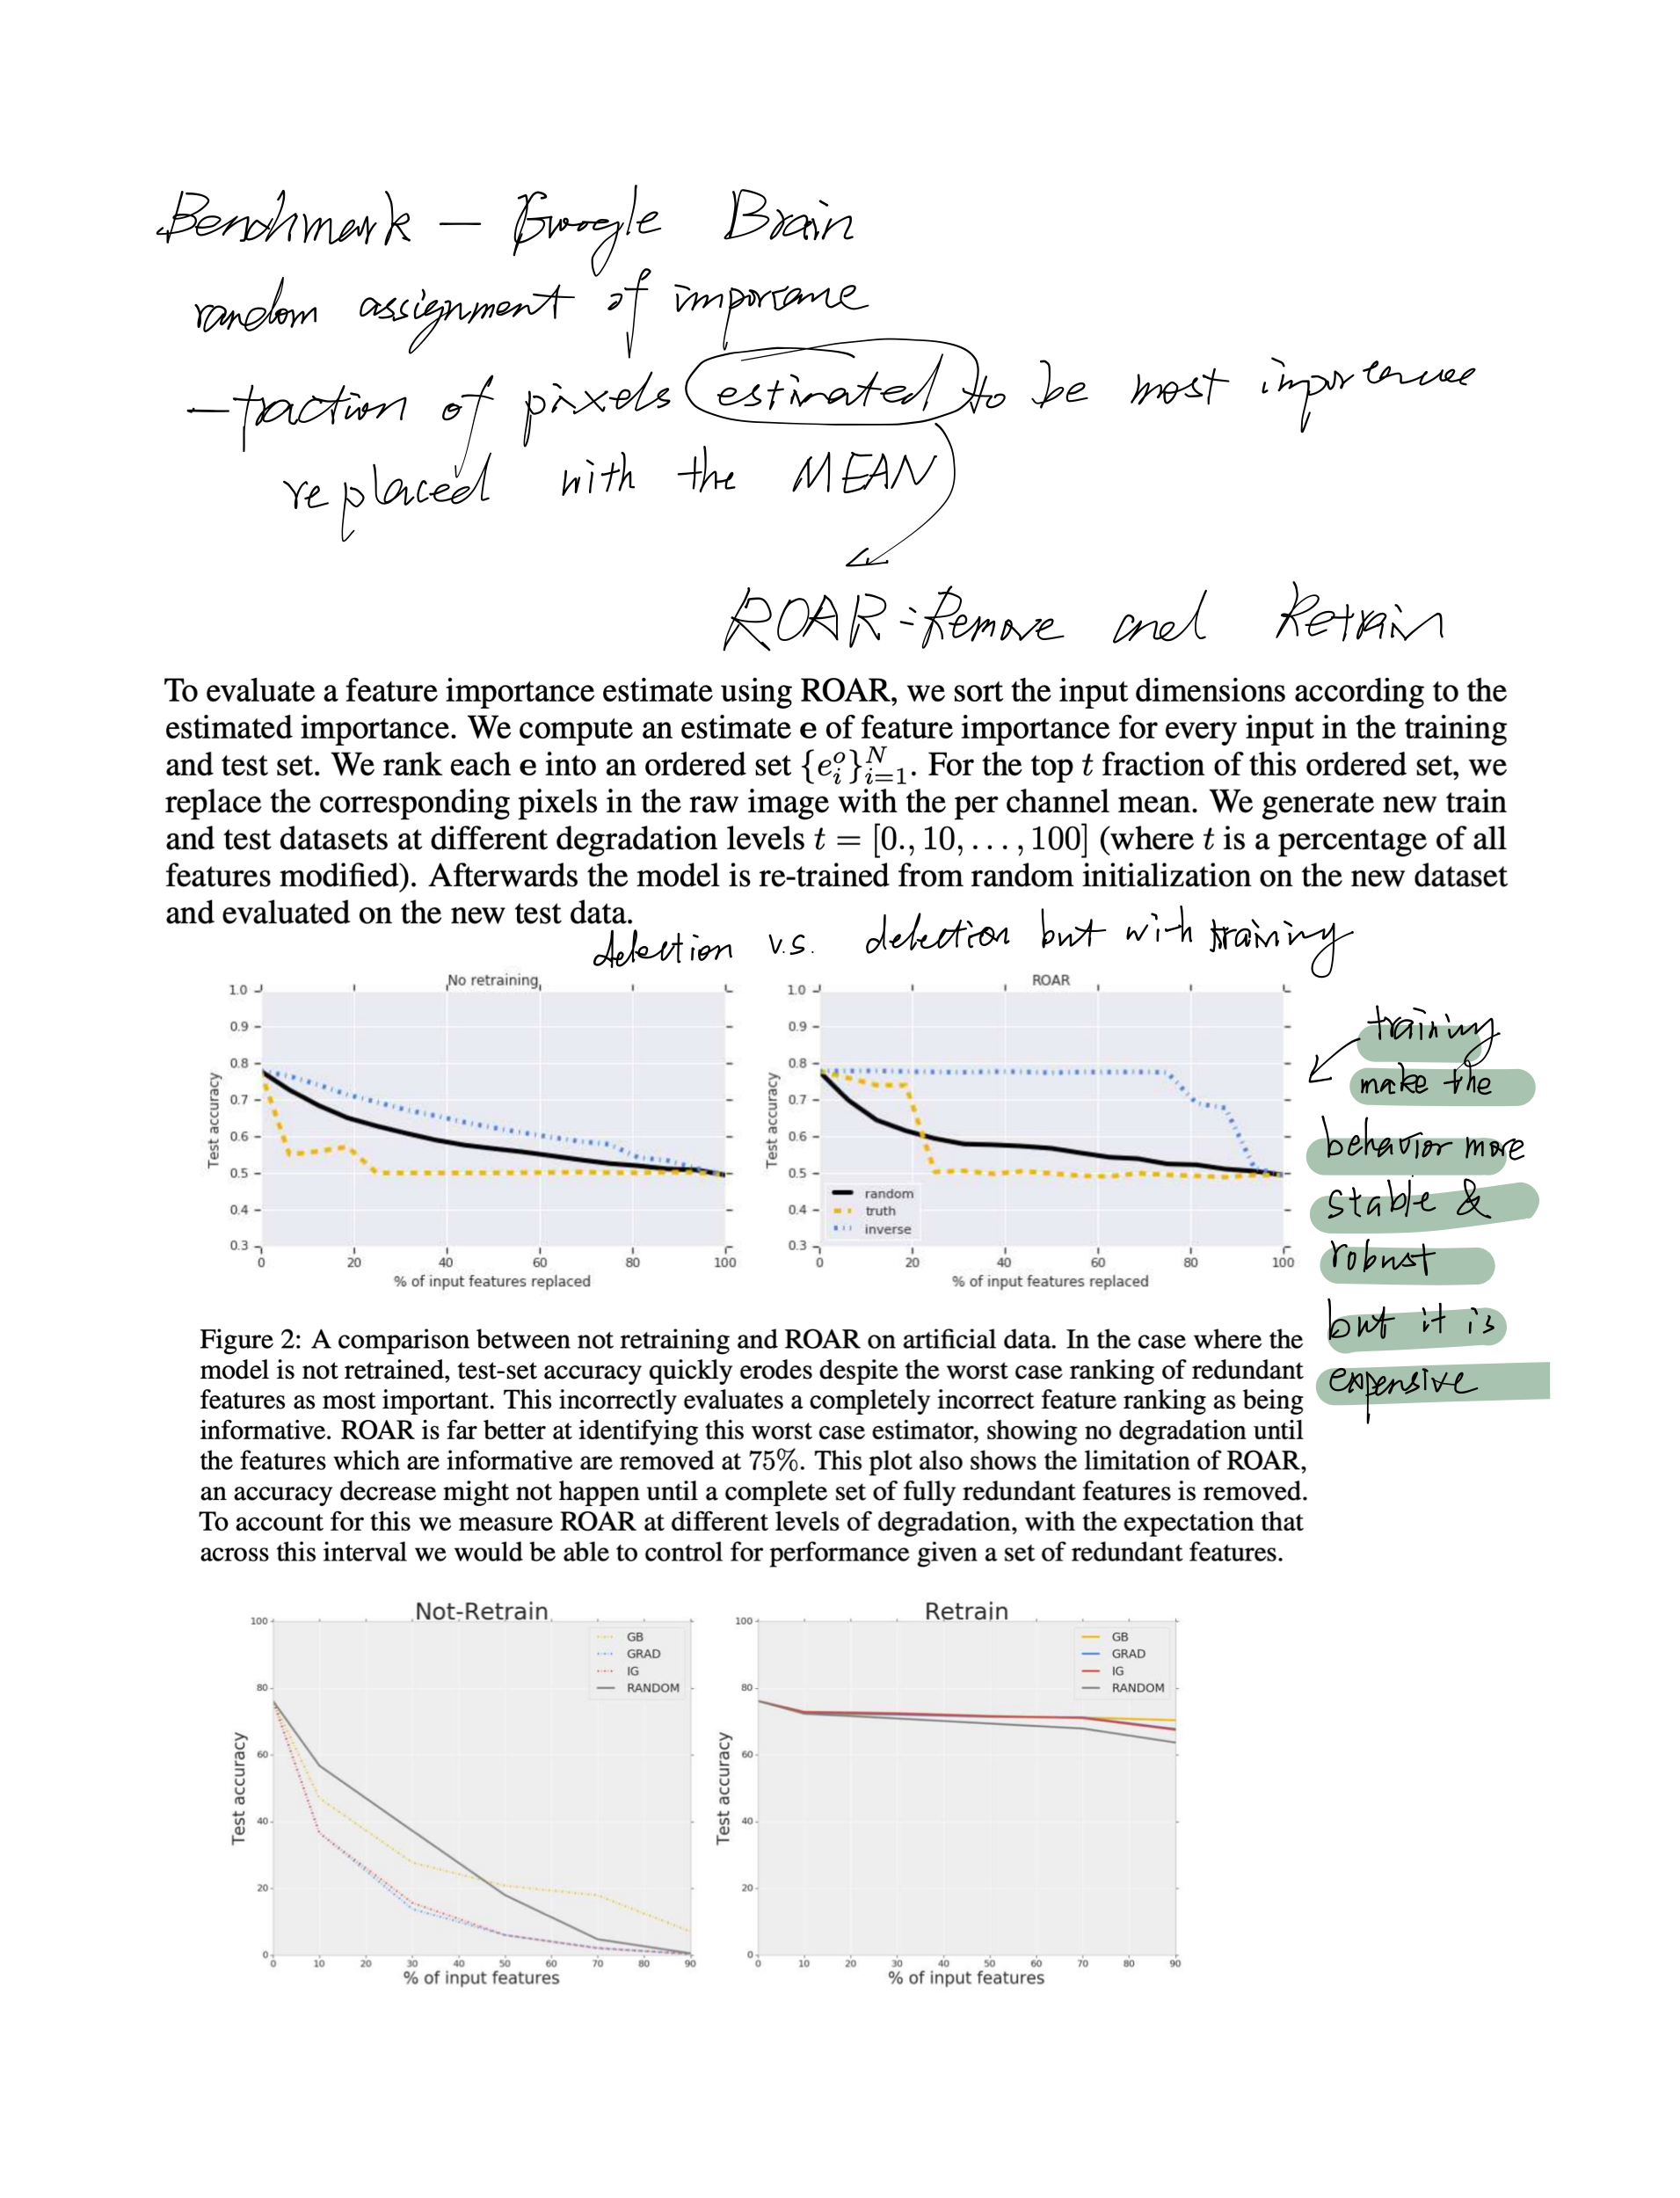 Benchmark — Google Brain
random assignment of imporane
— fraction of pixels estimated to be most importance
replaced with the MEAN
ROAR: Remove and Retrain
To evaluate a feature importance estimate using ROAR, we sort the input dimensions according to the
estimated importance. We compute an estimate e of feature importance for every input in the training
and test set. We rank each e into an ordered set {e_i^o}_{i=1}^N. For the top t fraction of this ordered set, we
replace the corresponding pixels in the raw image with the per channel mean. We generate new train
and test datasets at different degradation levels t = [0., 10, . . . , 100] (where t is a percentage of all
features modified). Afterwards the model is re-trained from random initialization on the new dataset
and evaluated on the new test data.
deletion v.s. deletion but with training
No retraining
1.0
0.9
0.8
0.7
0.6
0.5
0.4
0.3
Test accuracy
0 20 40 60 80 100
% of input features replaced
ROAR
1.0
0.9
0.8
0.7
0.6
0.5
0.4
0.3
Test accuracy
random
truth
inverse
0 20 40 60 80 100
% of input features replaced
training
make the
behavior more
stable &
robust
but it is
expensive
Figure 2: A comparison between not retraining and ROAR on artificial data. In the case where the
model is not retrained, test-set accuracy quickly erodes despite the worst case ranking of redundant
features as most important. This incorrectly evaluates a completely incorrect feature ranking as being
informative. ROAR is far better at identifying this worst case estimator, showing no degradation until
the features which are informative are removed at 75%. This plot also shows the limitation of ROAR,
an accuracy decrease might not happen until a complete set of fully redundant features is removed.
To account for this we measure ROAR at different levels of degradation, with the expectation that
across this interval we would be able to control for performance given a set of redundant features.
Not-Retrain
100
80
60
40
20
0
Test accuracy
GB
GRAD
IG
RANDOM
0 10 20 30 40 50 60 70 80 90
% of input features
Retrain
100
80
60
40
20
0
Test accuracy
GB
GRAD
IG
RANDOM
0 10 20 30 40 50 60 70 80 90
% of input features